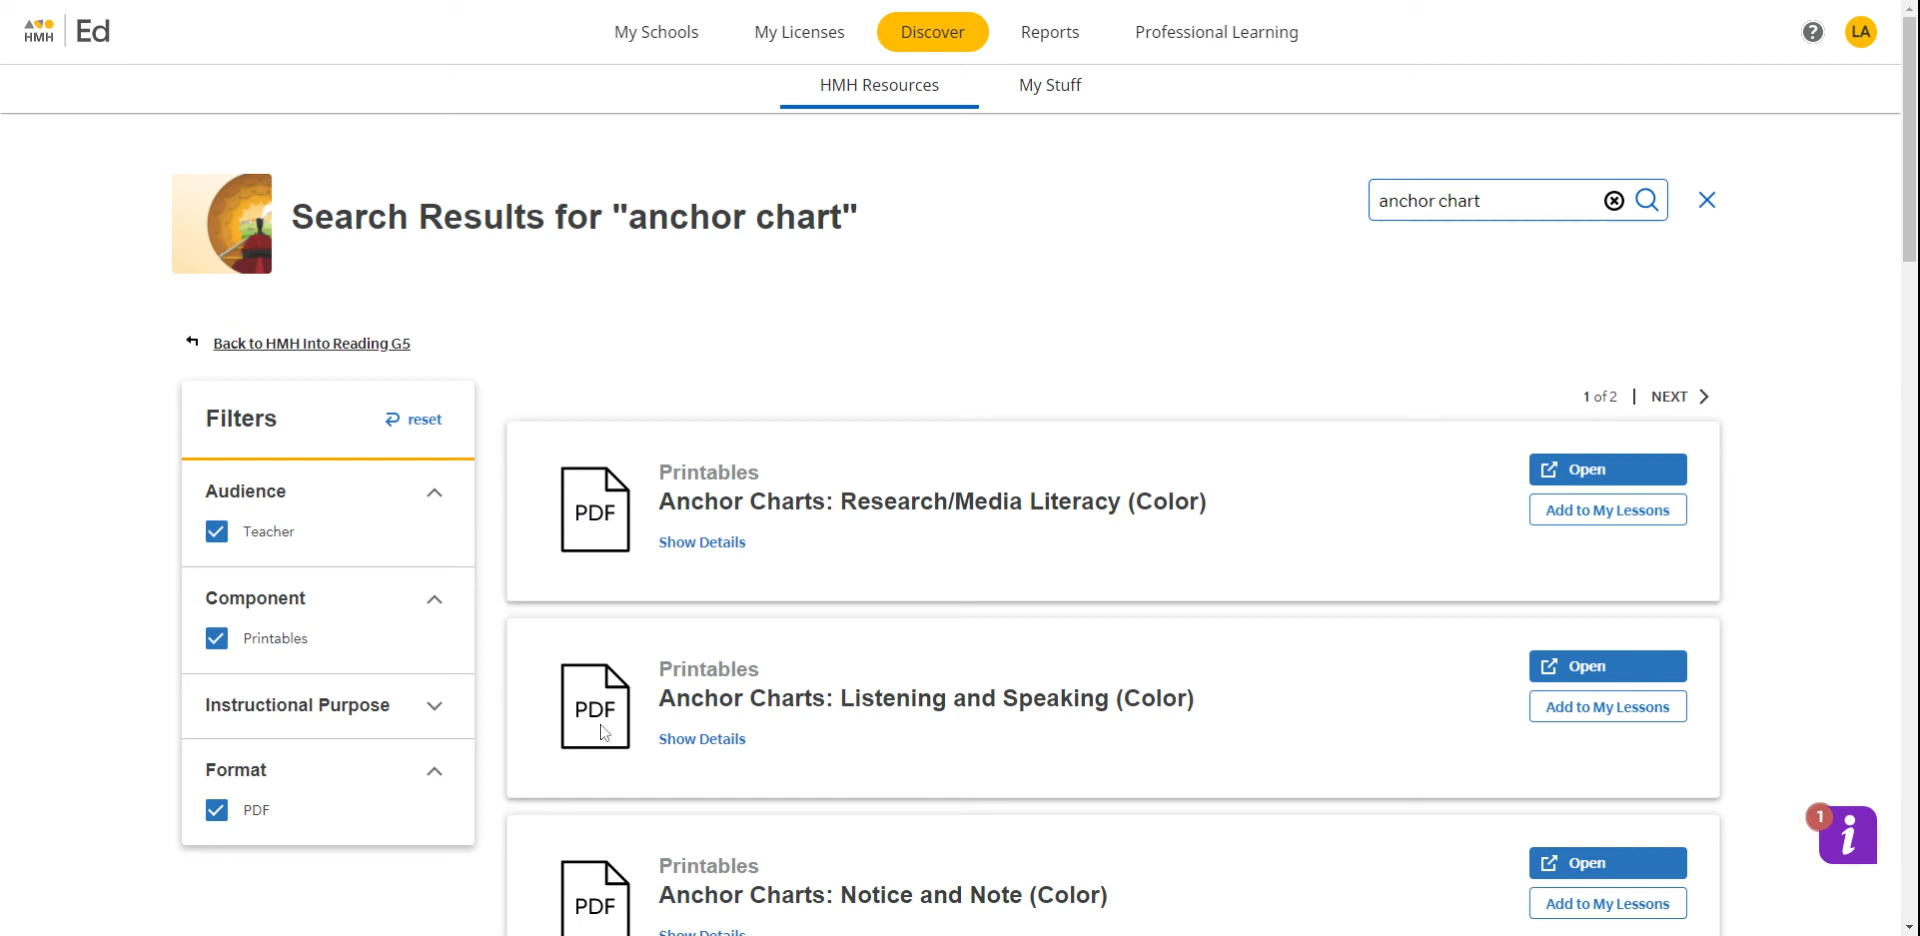 HMH Ed
My Schools My Licenses Discover Reports Professional Learning ? LA
HMH Resources My Stuff
Search Results for "anchor chart"
anchor chart
Back to HMH Into Reading G5
1 of 2 | NEXT
Filters reset
Audience
Teacher
Component
Printables
Instructional Purpose
Format
PDF
PDF
Printables
Anchor Charts: Research/Media Literacy (Color)
Show Details
Open
Add to My Lessons
PDF
Printables
Anchor Charts: Listening and Speaking (Color)
Show Details
Open
Add to My Lessons
PDF
Printables
Anchor Charts: Notice and Note (Color)
Show Details
Open
Add to My Lessons
1
i